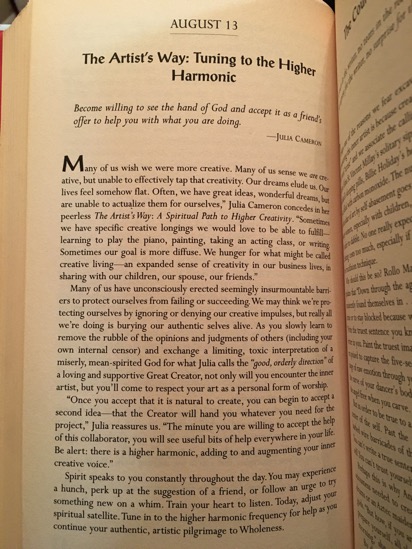 AUGUST 13
The Artist's Way: Tuning to the Higher
Harmonic
Become willing to see the hand of God and accept it as a friend's
offer to help you with what you are doing.
—JULIA CAMERON
Many of us wish we were more creative. Many of us sense we are cre-
ative, but unable to effectively tap that creativity. Our dreams elude us. Our
lives feel somehow flat. Often, we have great ideas, wonderful dreams, but
are unable to actualize them for ourselves," Julia Cameron concedes in her
peerless The Artist's Way: A Spiritual Path to Higher Creativity. "Sometimes
we have specific creative longings we would love to be able to fulfill—
learning to play the piano, painting, taking an acting class, or writing.
Sometimes our goal is more diffuse. We hunger for what might be called
creative living—an expanded sense of creativity in our business lives, in
sharing with our children, our spouse, our friends."
Many of us have unconsciously erected seemingly insurmountable barri-
ers to protect ourselves from failing or succeeding. We may think we're pro-
tecting ourselves by ignoring or denying our creative impulses, but really all
we're doing is burying our authentic selves alive. As you slowly learn to
remove the rubble of the opinions and judgments of others (including your
own internal censor) and exchange a limiting, toxic interpretation of a
miserly, mean-spirited God for what Julia calls the "good, orderly direction" of
a loving and supportive Great Creator, not only will you encounter the inner
artist, but you'll come to respect your art as a personal form of worship.
"Once you accept that it is natural to create, you can begin to accept a
second idea—that the Creator will hand you whatever you need for the
project," Julia reassures us. "The minute you are willing to accept the help
of this collaborator, you will see useful bits of help everywhere in your life.
Be alert: there is a higher harmonic, adding to and augmenting your inner
creative voice."
Spirit speaks to you constantly throughout the day. You may experience
a hunch, perk up at the suggestion of a friend, or follow an urge to try
something new on a whim. Train your heart to listen. Today, adjust your
spiritual satellite. Tune in to the higher harmonic frequency for help as you
continue your authentic, artistic pilgrimage to Wholeness.